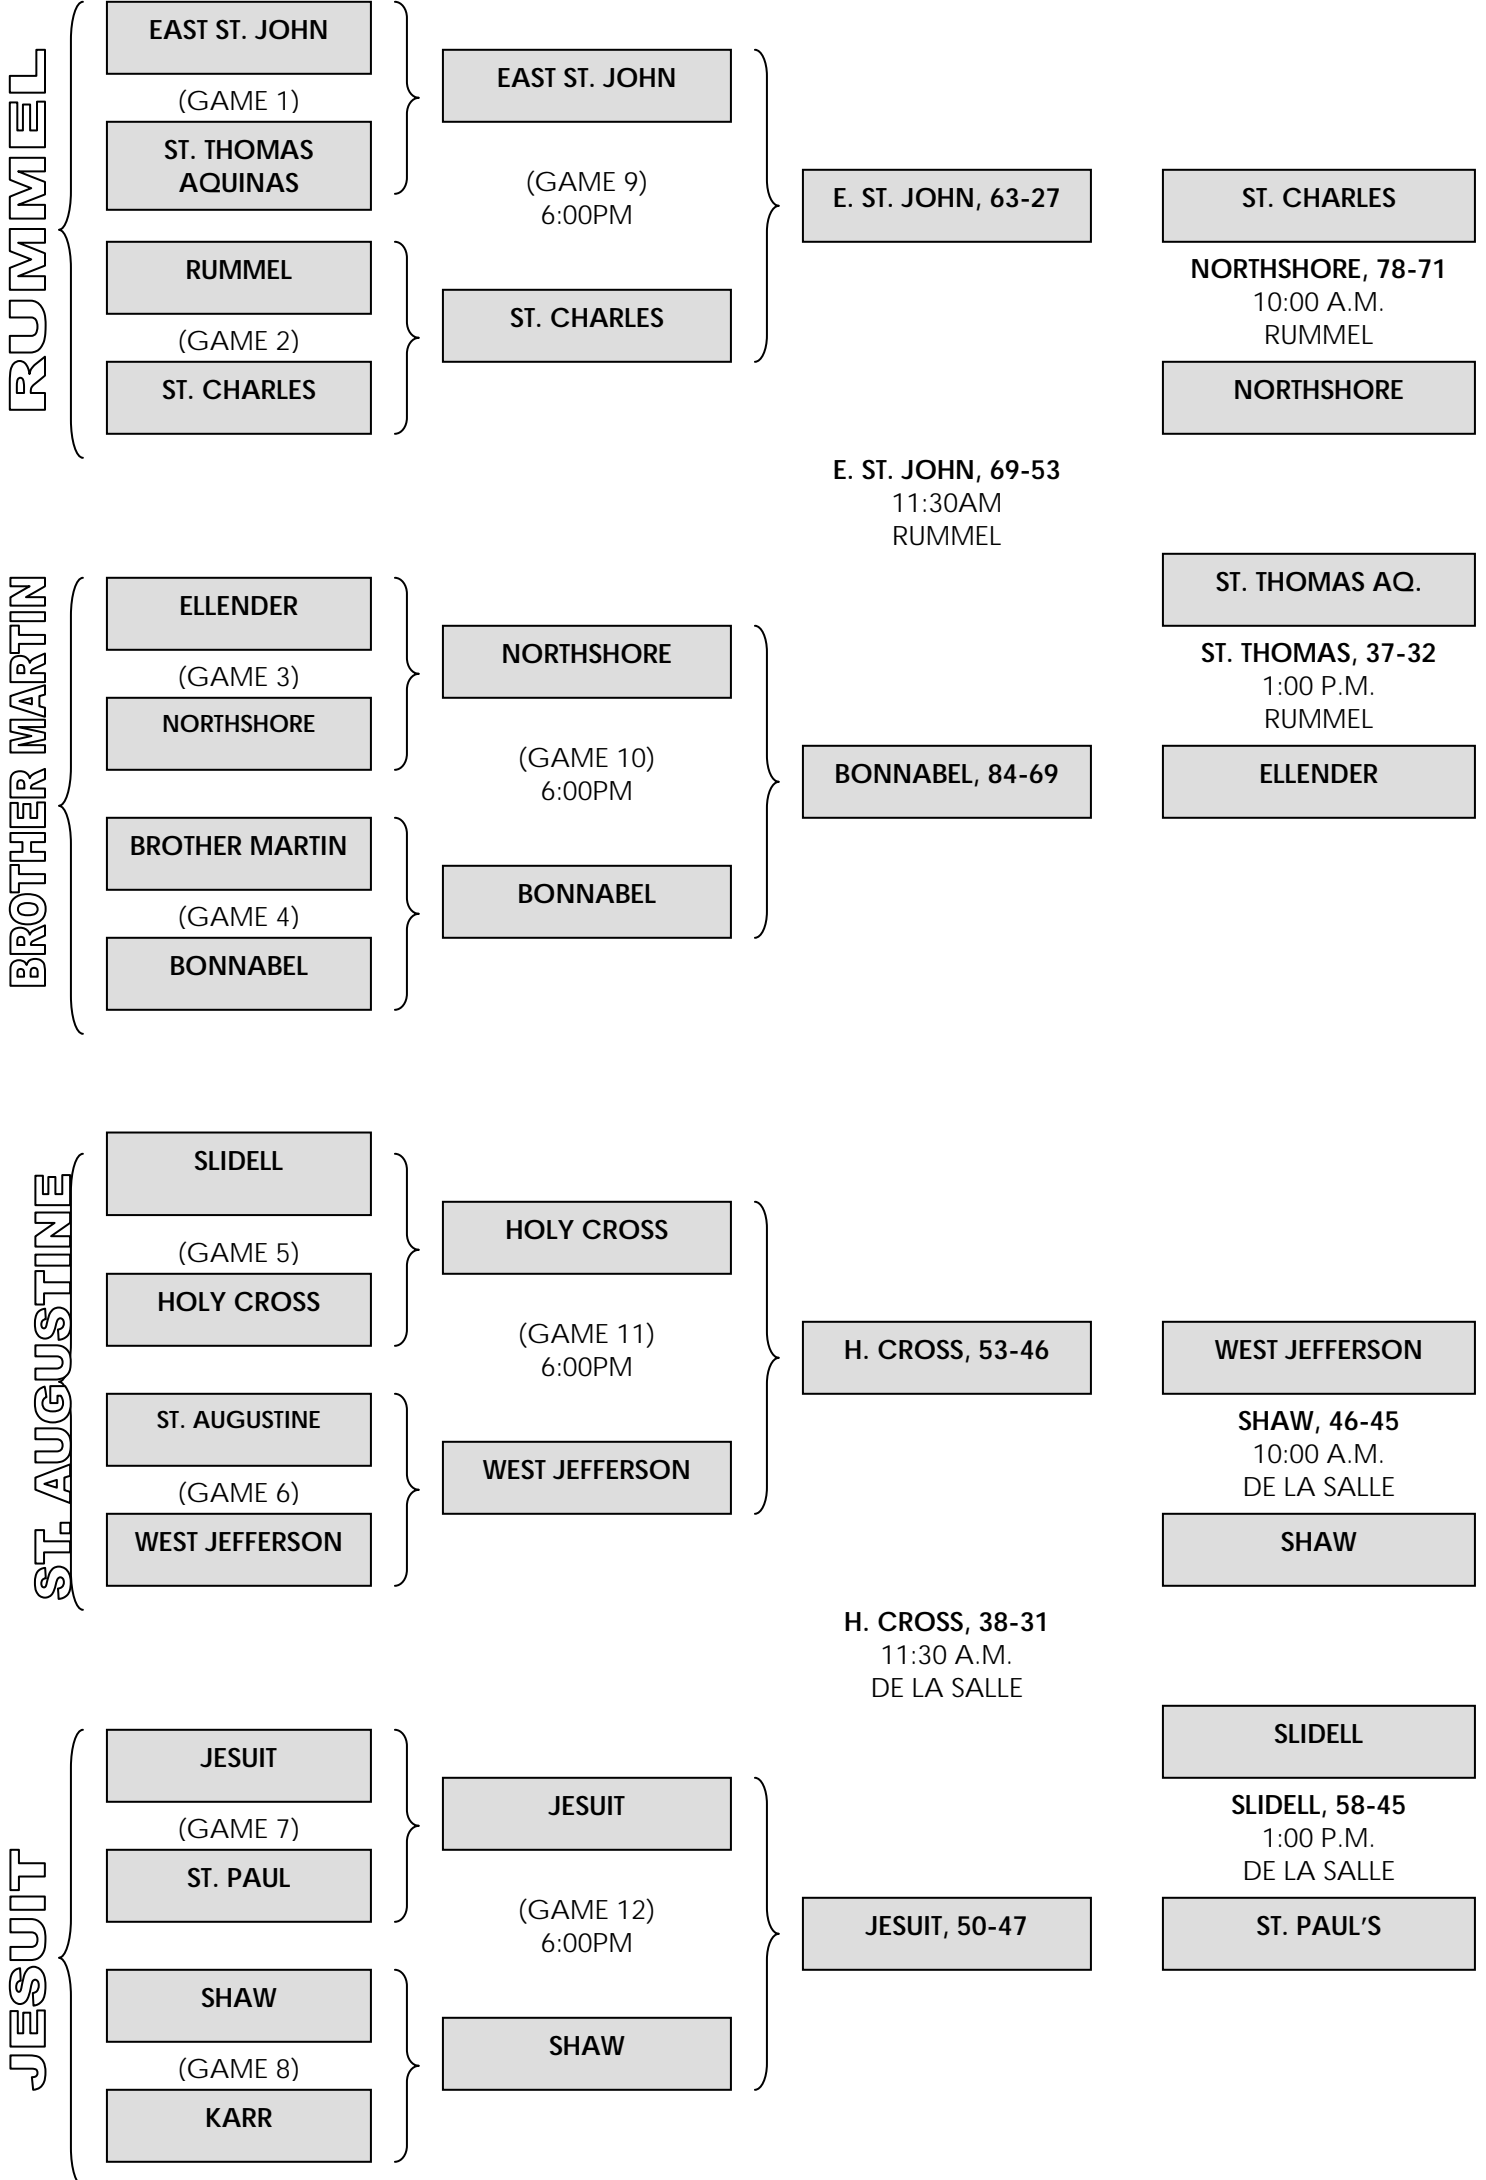 RUMMEL
EAST ST. JOHN
(GAME 1)
ST. THOMAS
AQUINAS
RUMMEL
(GAME 2)
ST. CHARLES
EAST ST. JOHN
(GAME 9)
6:00PM
ST. CHARLES
E. ST. JOHN, 63-27
ST. CHARLES
NORTHSHORE, 78-71
10:00 A.M.
RUMMEL
NORTHSHORE
E. ST. JOHN, 69-53
11:30AM
RUMMEL
BROTHER MARTIN
ELLENDER
(GAME 3)
NORTHSHORE
BROTHER MARTIN
(GAME 4)
BONNABEL
NORTHSHORE
(GAME 10)
6:00PM
BONNABEL
BONNABEL, 84-69
ST. THOMAS AQ.
ST. THOMAS, 37-32
1:00 P.M.
RUMMEL
ELLENDER
ST. AUGUSTINE
SLIDELL
(GAME 5)
HOLY CROSS
ST. AUGUSTINE
(GAME 6)
WEST JEFFERSON
HOLY CROSS
(GAME 11)
6:00PM
WEST JEFFERSON
H. CROSS, 53-46
WEST JEFFERSON
SHAW, 46-45
10:00 A.M.
DE LA SALLE
SHAW
H. CROSS, 38-31
11:30 A.M.
DE LA SALLE
JESUIT
JESUIT
(GAME 7)
ST. PAUL
SHAW
(GAME 8)
KARR
JESUIT
(GAME 12)
6:00PM
SHAW
JESUIT, 50-47
SLIDELL
SLIDELL, 58-45
1:00 P.M.
DE LA SALLE
ST. PAUL’S